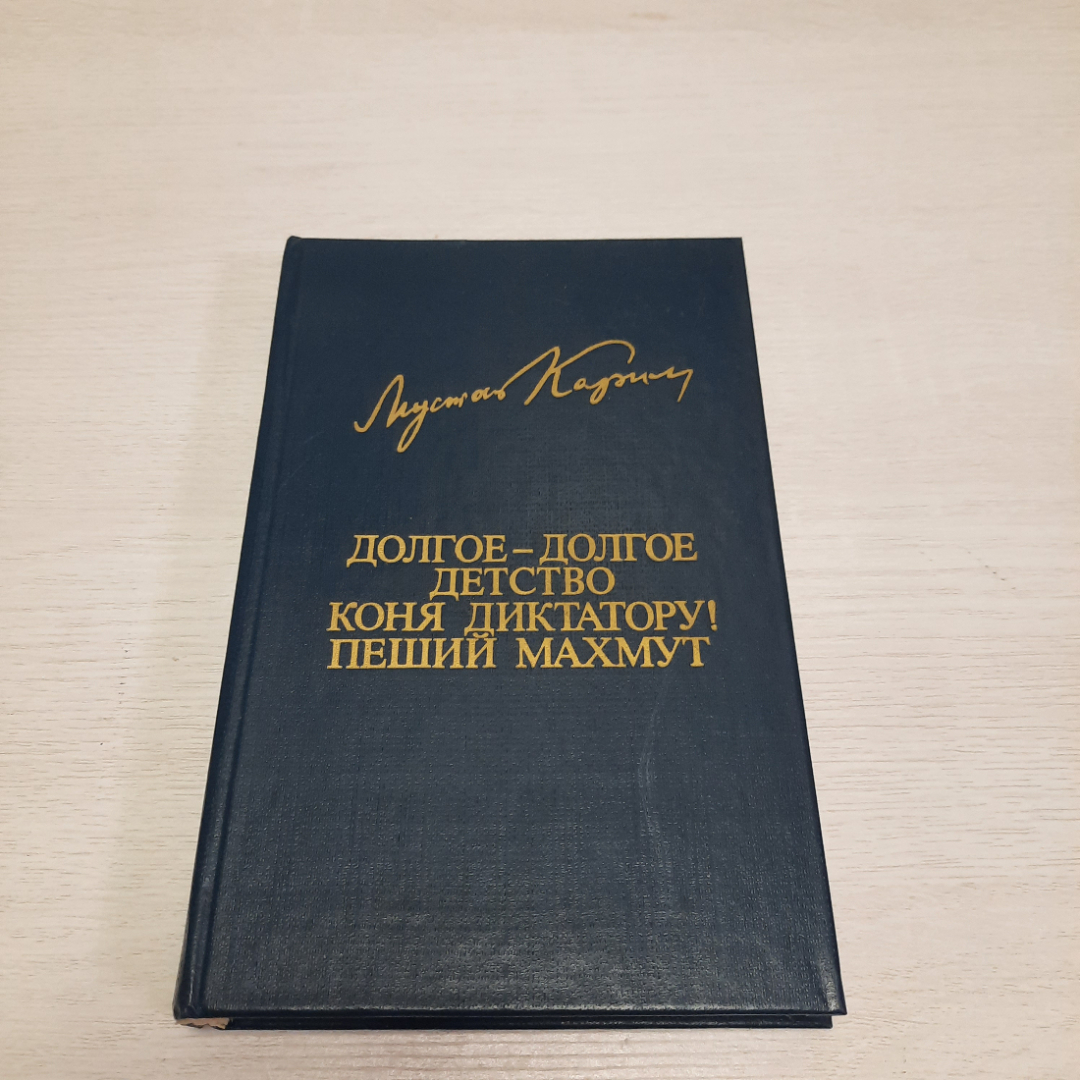 Мустай Карим
ДОЛГОЕ – ДОЛГОЕ
ДЕТСТВО
КОНЯ ДИКТАТОРУ!
ПЕШИЙ МАХМУТ